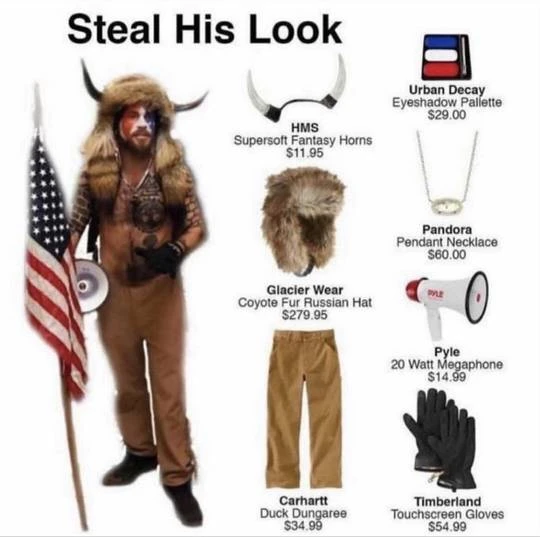 Steal His Look
HMS
Supersoft Fantasy Horns
$11.95
Urban Decay
Eyeshadow Pallette
$29.00
Glacier Wear
Coyote Fur Russian Hat
$279.95
Pandora
Pendant Necklace
$60.00
PYLE
Pyle
20 Watt Megaphone
$14.99
Carhartt
Duck Dungaree
$34.99
Timberland
Touchscreen Gloves
$54.99